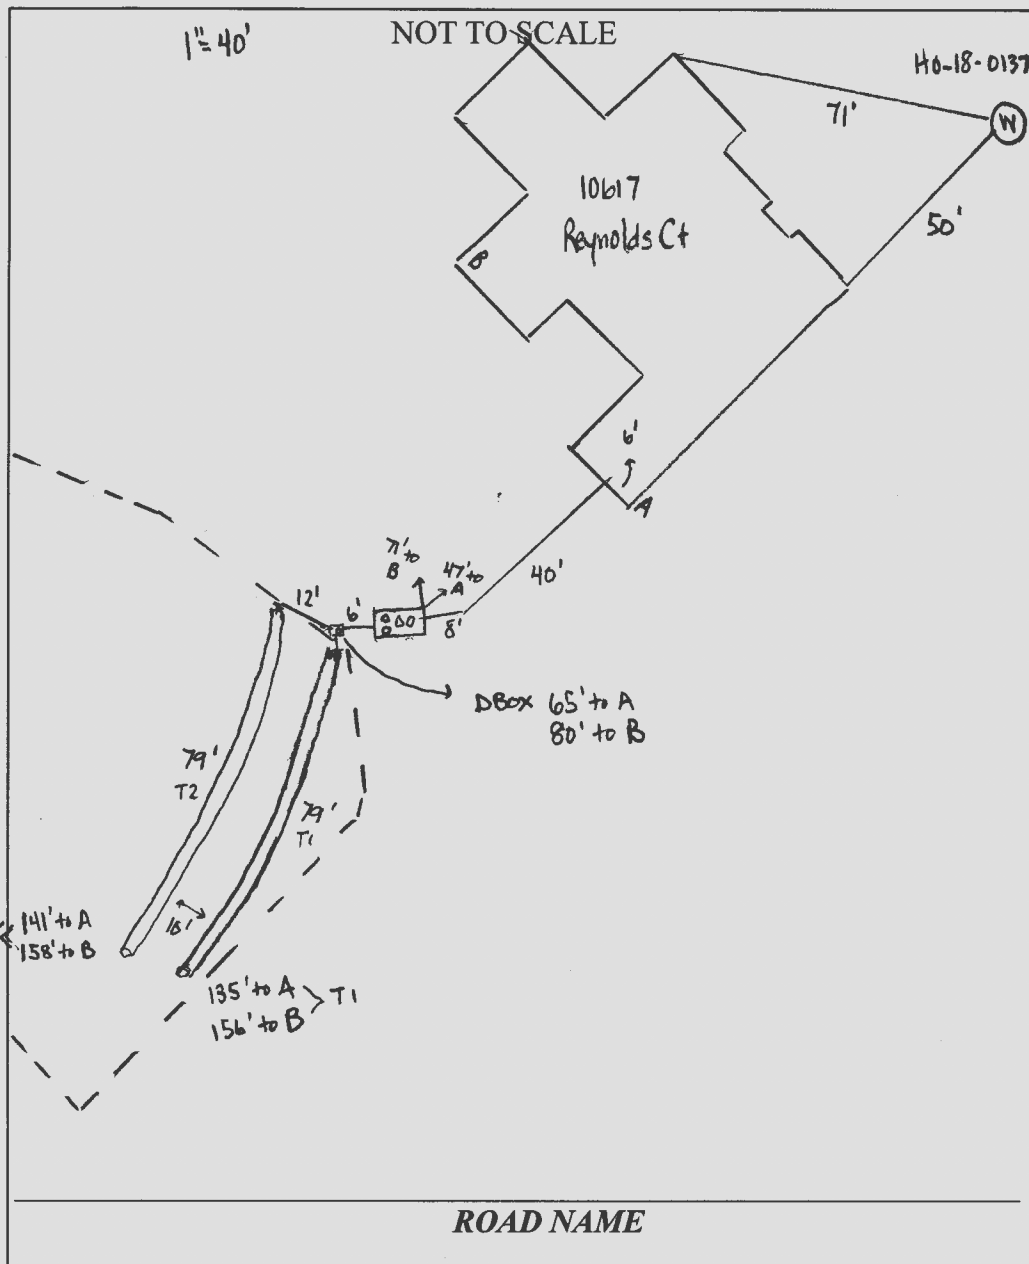 1"=40'
NOT TO SCALE
HO-18-0137
W
71'
10617
Reynolds Ct
50'
B
6'
A
71' to
B
47' to
A
40'
12'
6'
8'
DBOX 65' to A
80' to B
79'
T2
79'
T1
141' to A
158' to B
135' to A
156' to B
T1
ROAD NAME